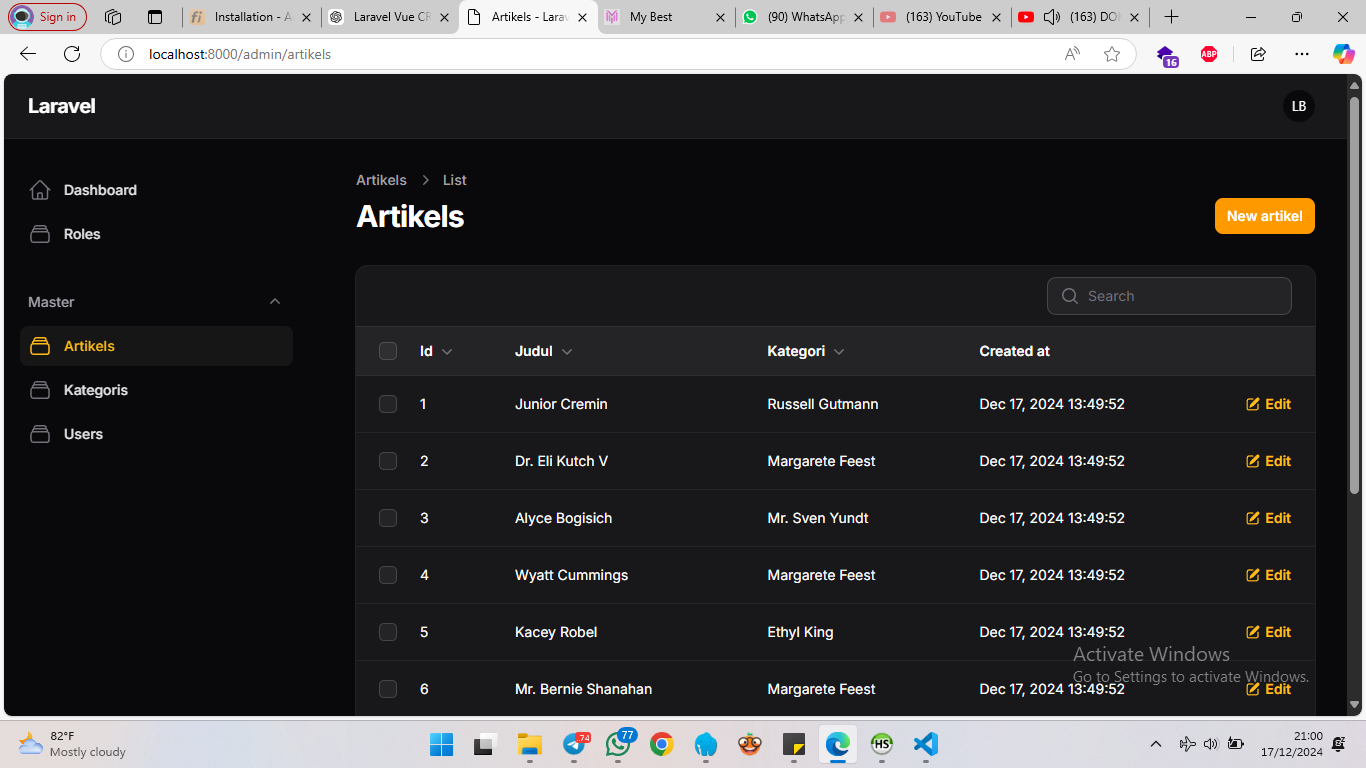 Sign in
Installation - A
Laravel Vue CR
Artikels - Larav
My Best
(90) WhatsApp
(163) YouTube
(163) DO
localhost:8000/admin/artikels
16
ABP
Laravel
LB
Dashboard
Roles
Master
Artikels
Kategoris
Users
Artikels > List
Artikels
New artikel
Search
Id Judul Kategori Created at
1 Junior Cremin Russell Gutmann Dec 17, 2024 13:49:52 Edit
2 Dr. Eli Kutch V Margarete Feest Dec 17, 2024 13:49:52 Edit
3 Alyce Bogisich Mr. Sven Yundt Dec 17, 2024 13:49:52 Edit
4 Wyatt Cummings Margarete Feest Dec 17, 2024 13:49:52 Edit
5 Kacey Robel Ethyl King Dec 17, 2024 13:49:52 Edit
6 Mr. Bernie Shanahan Margarete Feest Dec 17, 2024 13:49:52 Edit
Activate Windows
Go to Settings to activate Windows.
82°F
Mostly cloudy
74
77
HS
21:00
17/12/2024